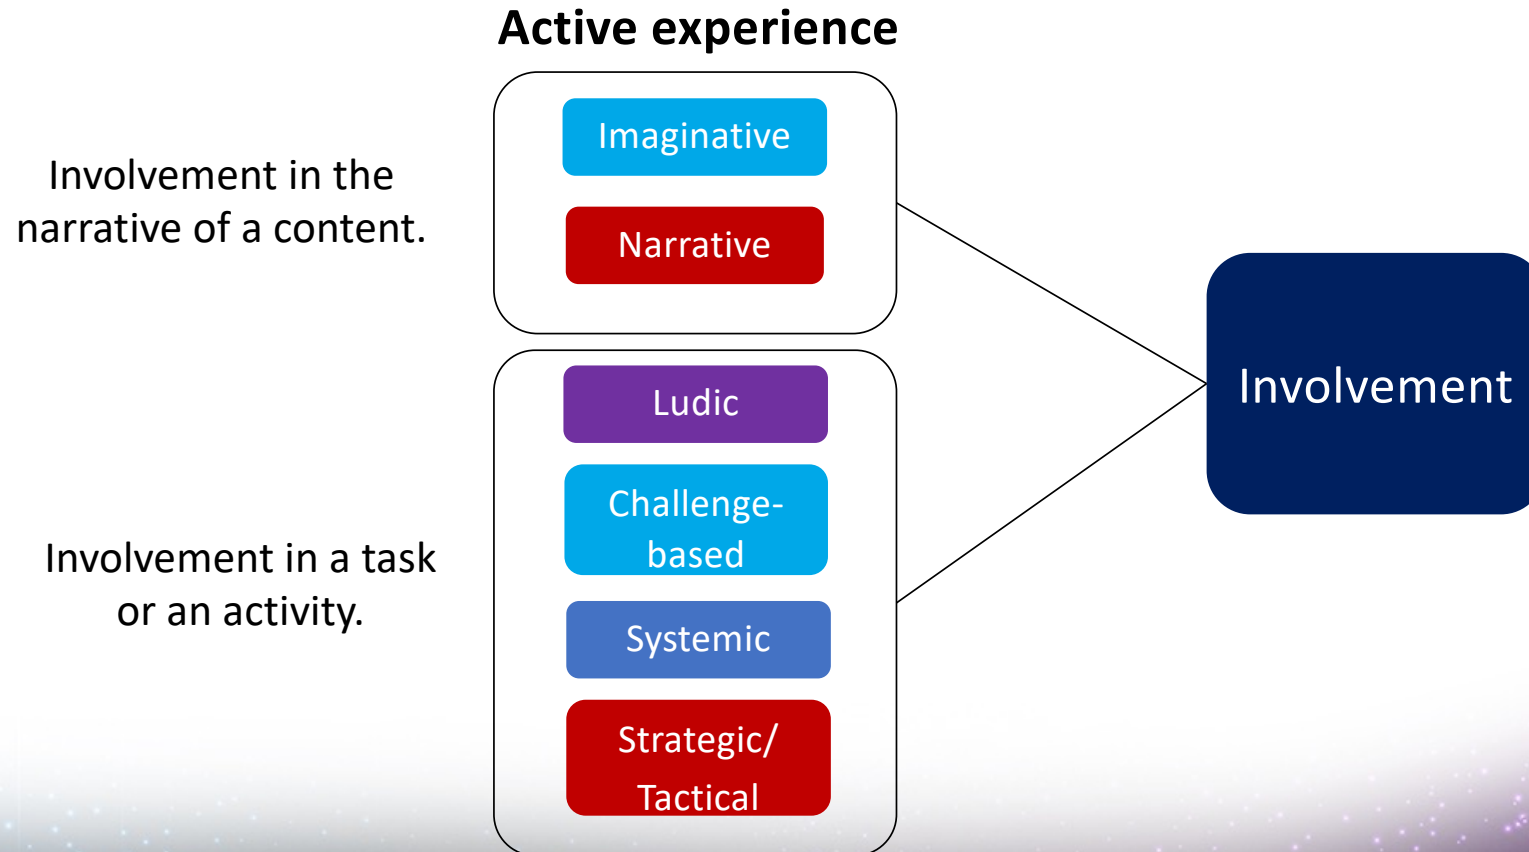 Active experience
Imaginative
Involvement in the
narrative of a content.
Narrative
Ludic
Challenge-
based
Involvement in a task
or an activity.
Systemic
Strategic/
Tactical
Involvement